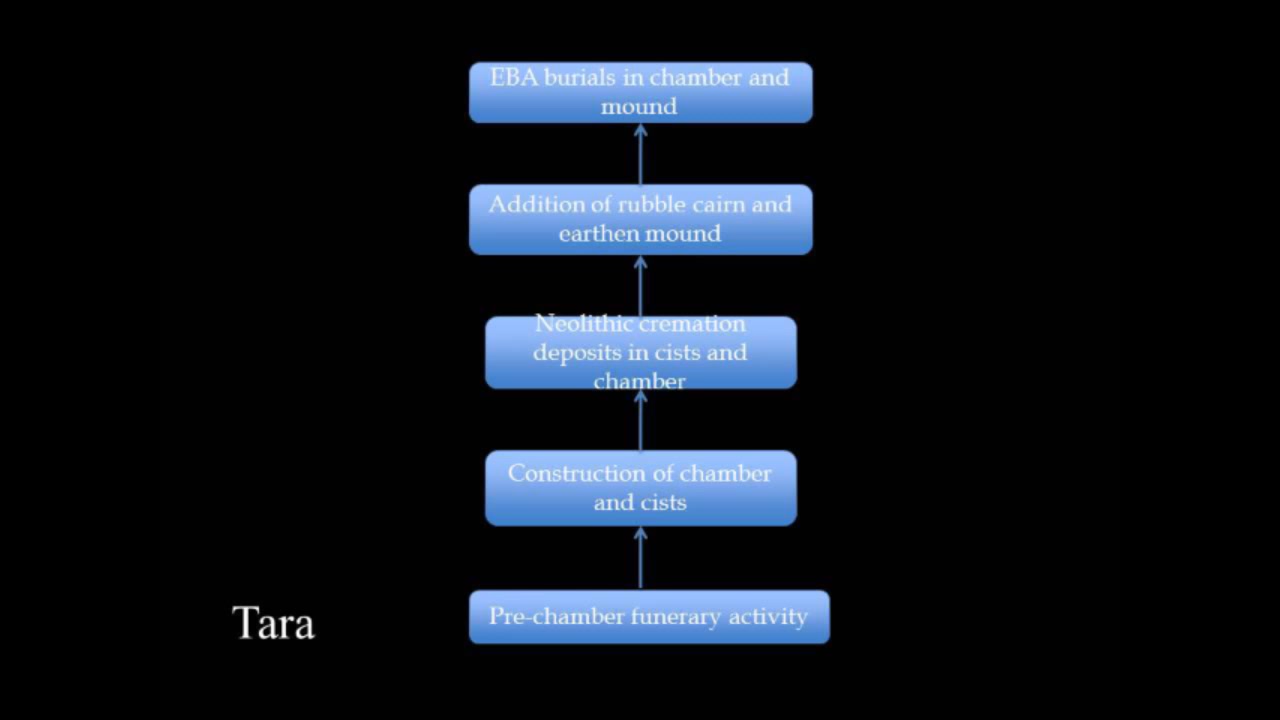 EBA burials in chamber and
mound
Addition of rubble cairn and
earthen mound
Neolithic cremation
deposits in cists and
chamber
Construction of chamber
and cists
Pre-chamber funerary activity
Tara